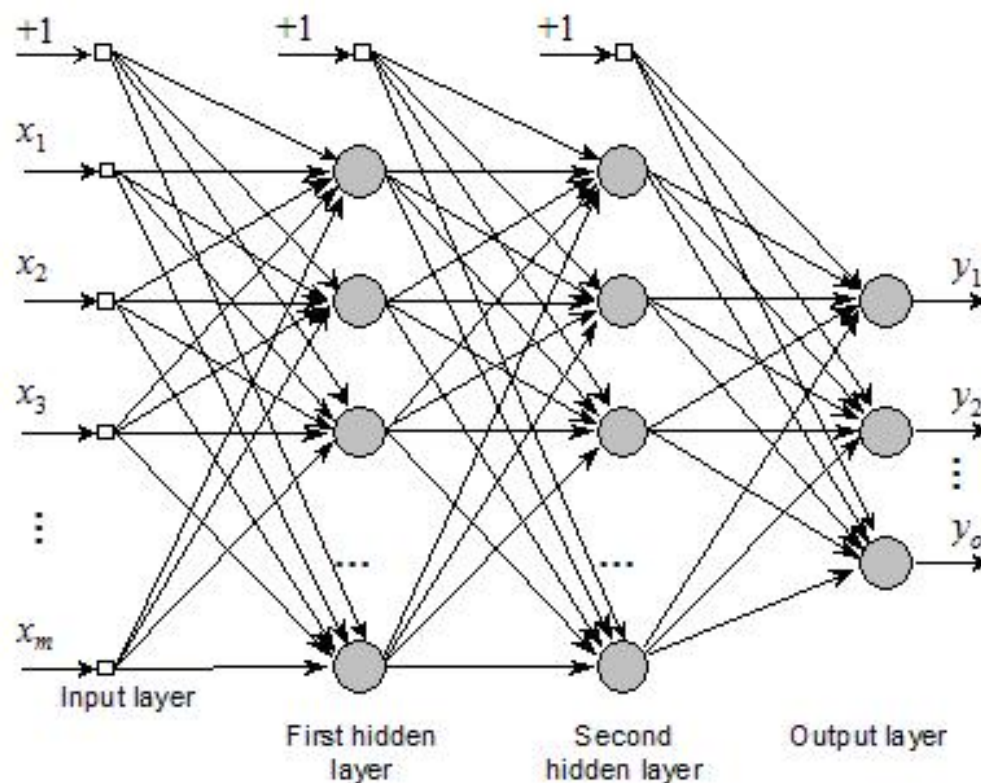 +1 +1 +1
x1
x2 y1
x3 y2
⋮
⋮ yo
... ...
xm
Input layer
First hidden layer
Second hidden layer
Output layer